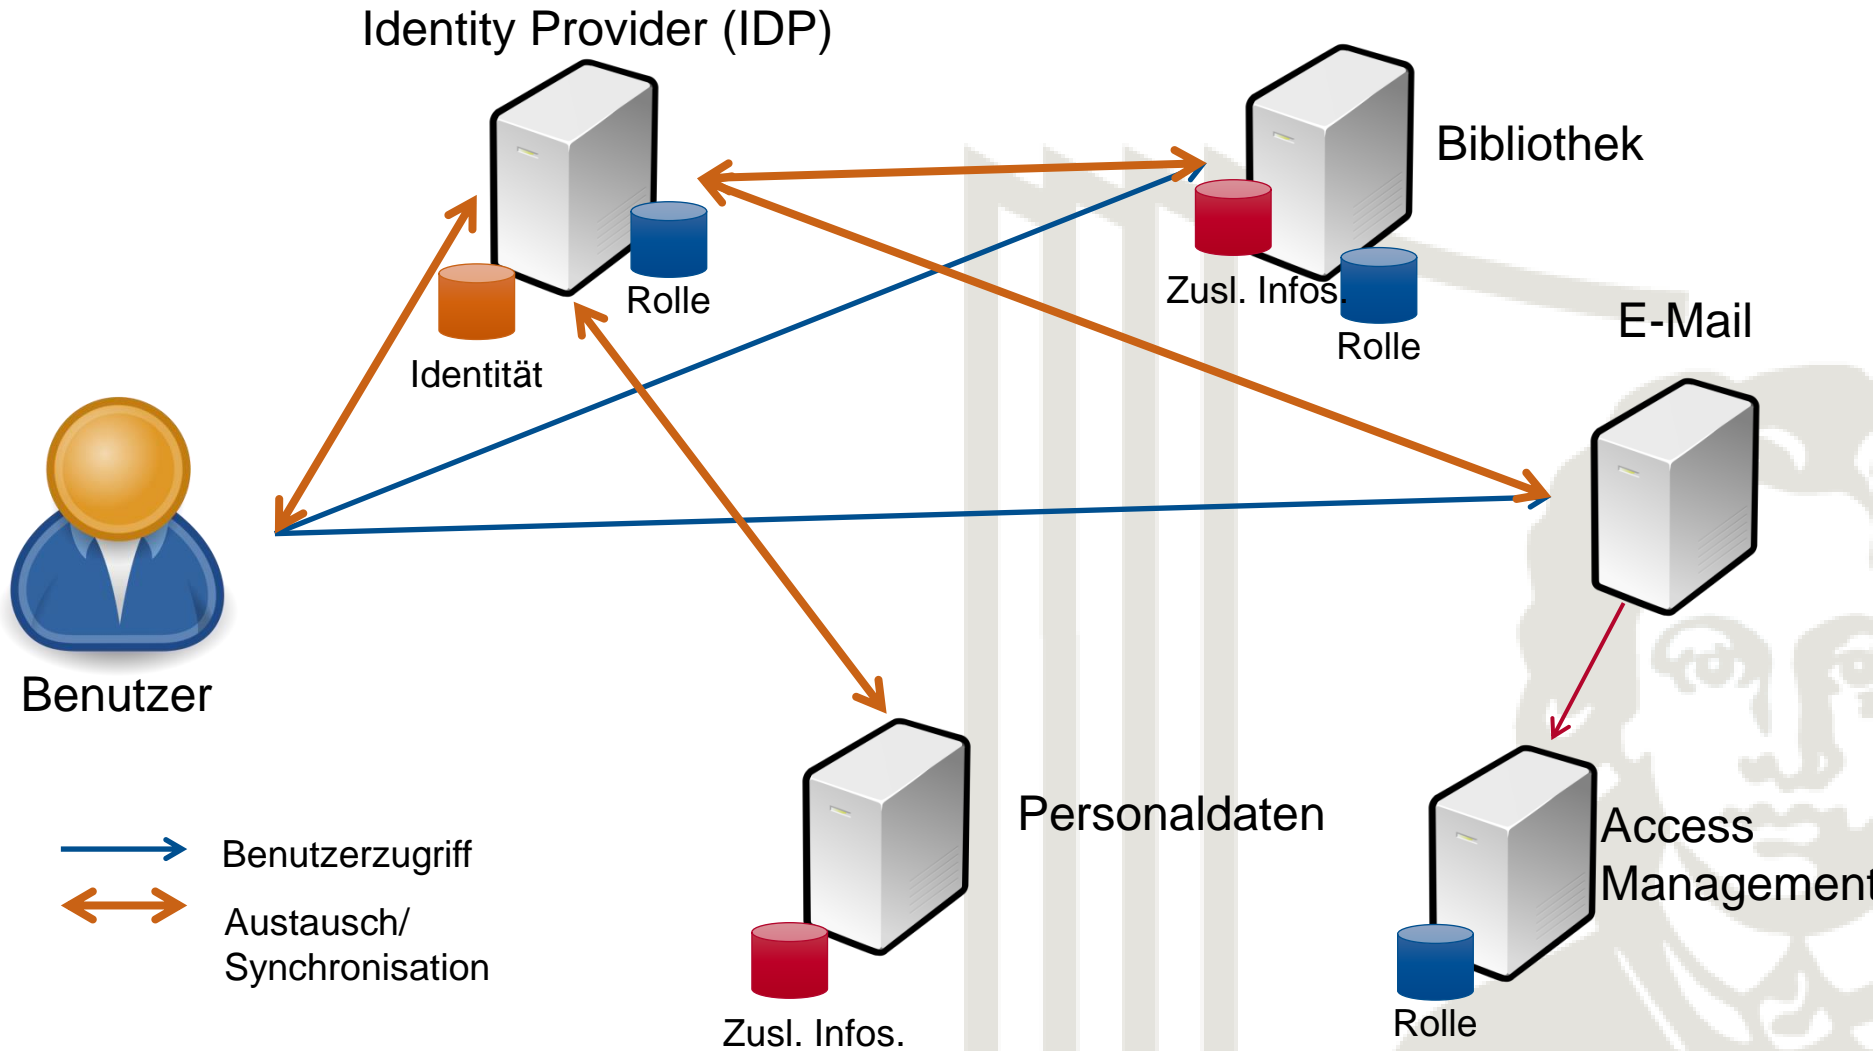 Identity Provider (IDP)
Bibliothek
Rolle
Zusl. Infos.
E-Mail
Rolle
Identität
Benutzer
Personaldaten
Access
Management
Benutzerzugriff
Austausch/
Synchronisation
Zusl. Infos.
Rolle